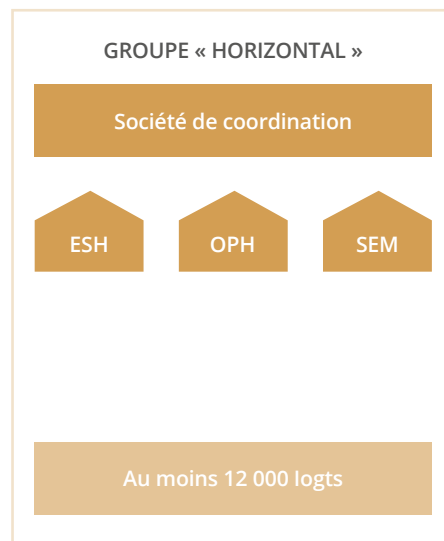 GROUPE « HORIZONTAL »
Société de coordination
ESH OPH SEM
Au moins 12 000 logts